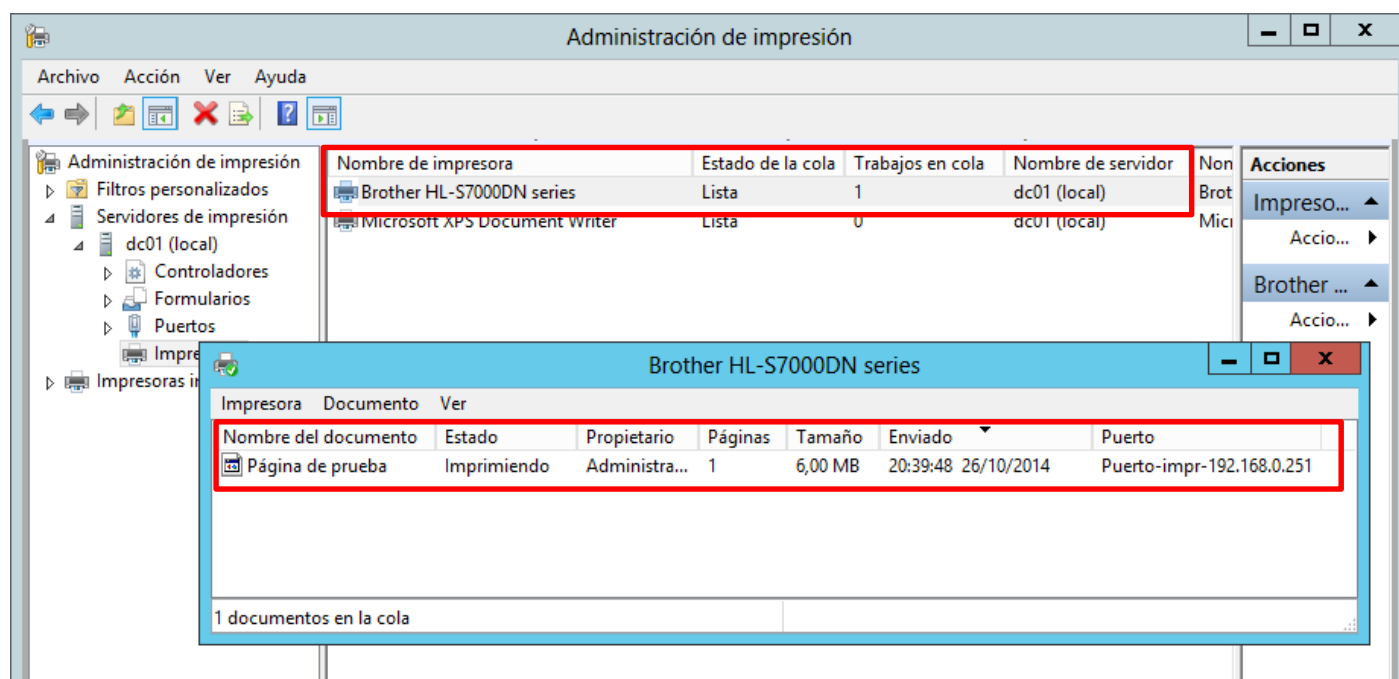 Administración de impresión
Archivo Acción Ver Ayuda
Administración de impresión
Filtros personalizados
Servidores de impresión
dc01 (local)
Controladores
Formularios
Puertos
Impre
Impresoras i
Nombre de impresora Estado de la cola Trabajos en cola Nombre de servidor Non
Brother HL-S7000DN series Lista 1 dc01 (local) Brot
Microsoft XPS Document Writer Lista 0 dc01 (local) Micr
Acciones
Impreso...
Accio...
Brother ...
Accio...
Brother HL-S7000DN series
Impresora Documento Ver
Nombre del documento Estado Propietario Páginas Tamaño Enviado Puerto
Página de prueba Imprimiendo Administra... 1 6,00 MB 20:39:48 26/10/2014 Puerto-impr-192.168.0.251
1 documentos en la cola